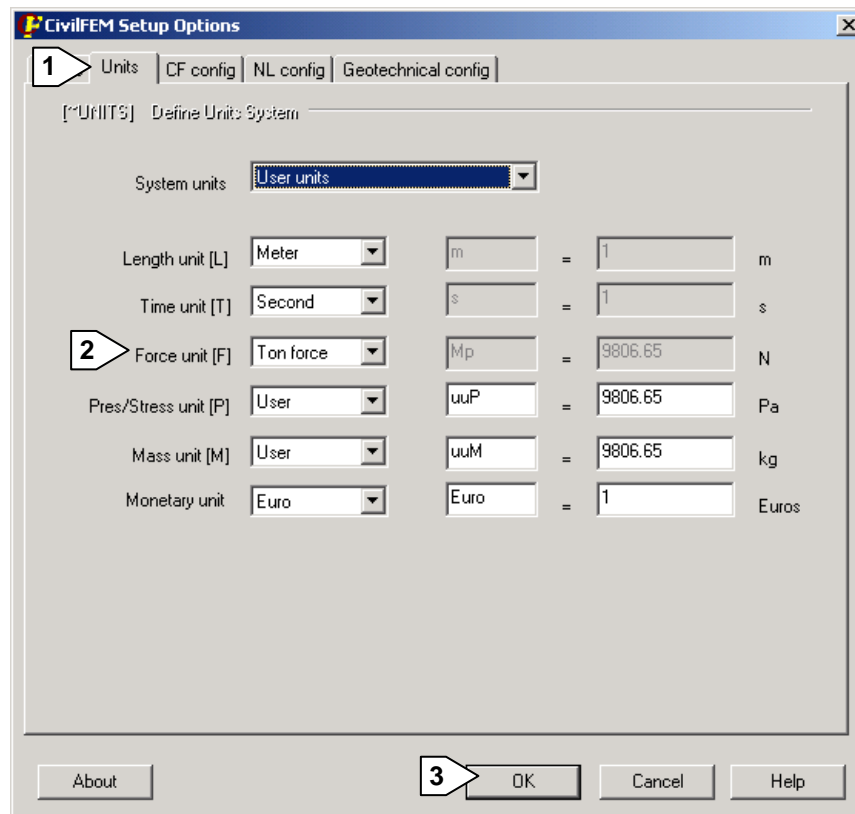 CivilFEM Setup Options
1 Units CF config NL config Geotechnical config
[~UNITS] Define Units System
System units User units
Length unit [L] Meter m = 1 m
Time unit [T] Second s = 1 s
2 Force unit [F] Ton force Mp = 9806.65 N
Pres/Stress unit [P] User uuP = 9806.65 Pa
Mass unit [M] User uuM = 9806.65 kg
Monetary unit Euro Euro = 1 Euros
About 3 OK Cancel Help